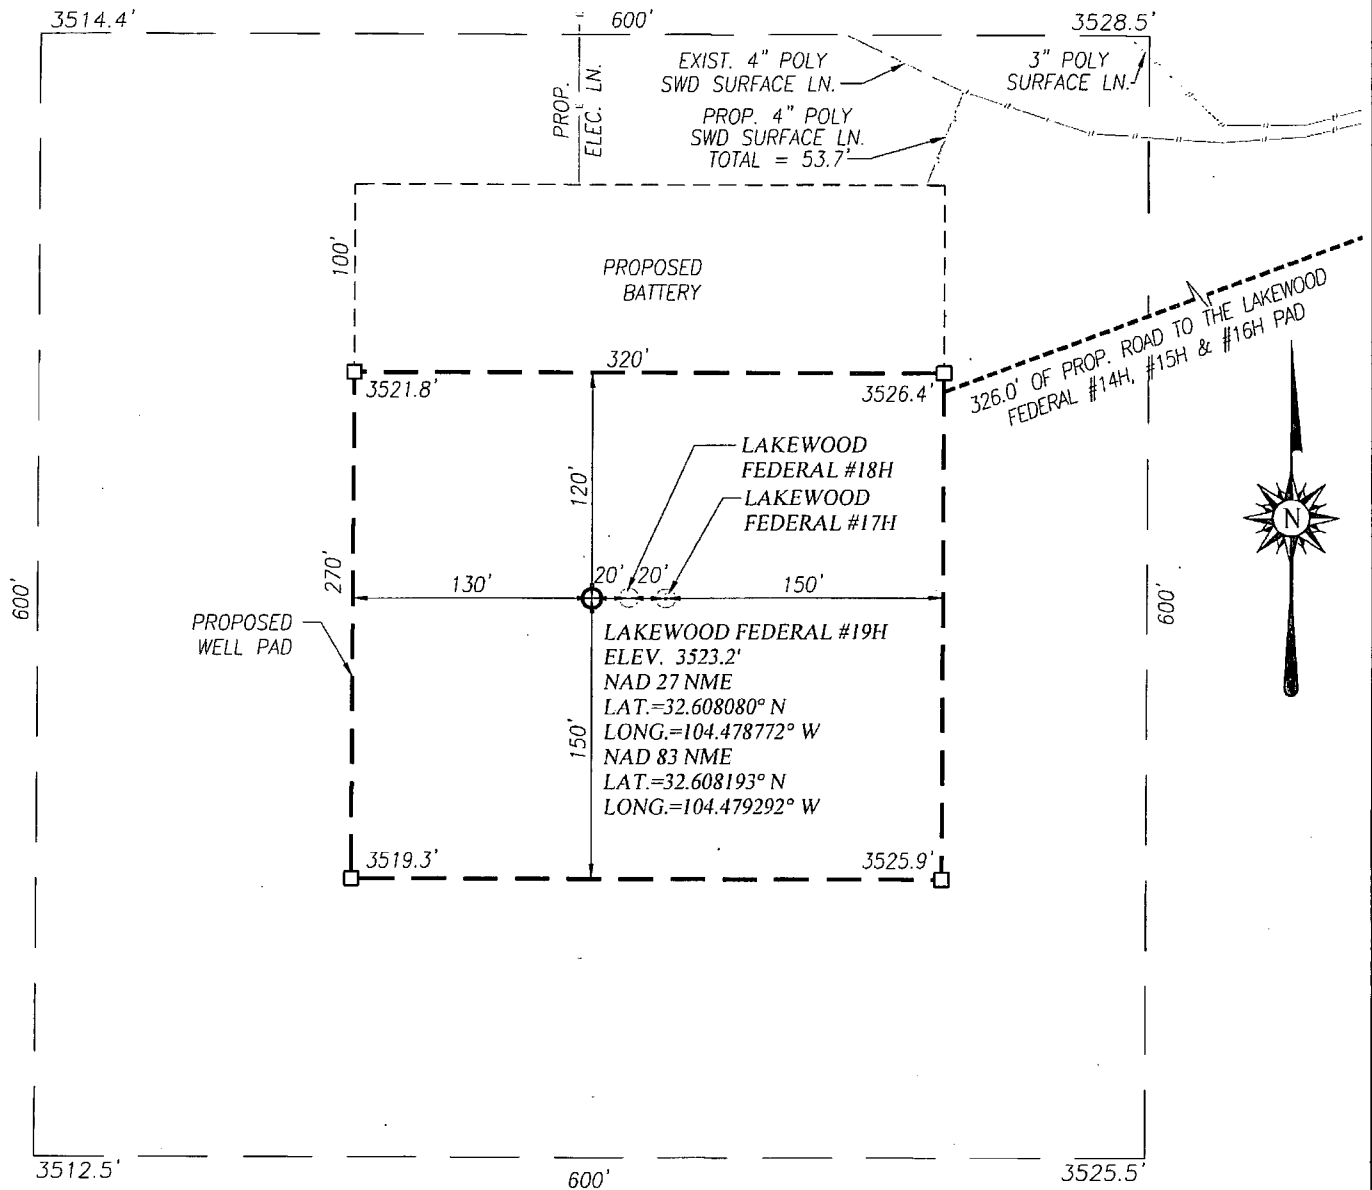 3514.4'
600'
3528.5'
PROP.
ELEC. LN.
EXIST. 4" POLY
SWD SURFACE LN.
PROP. 4" POLY
SWD SURFACE LN.
TOTAL = 53.7'
3" POLY
SURFACE LN.
100'
PROPOSED
BATTERY
326.0' OF PROP. ROAD TO THE LAKEWOOD
FEDERAL #14H, #15H & #16H PAD
320'
3521.8'
3526.4'
LAKEWOOD
FEDERAL #18H
LAKEWOOD
FEDERAL #17H
120'
N
600'
270'
130'
20'
20'
150'
600'
PROPOSED
WELL PAD
150'
LAKEWOOD FEDERAL #19H
ELEV. 3523.2'
NAD 27 NME
LAT.=32.608080° N
LONG.=104.478772° W
NAD 83 NME
LAT.=32.608193° N
LONG.=104.479292° W
3519.3'
3525.9'
3512.5'
600'
3525.5'